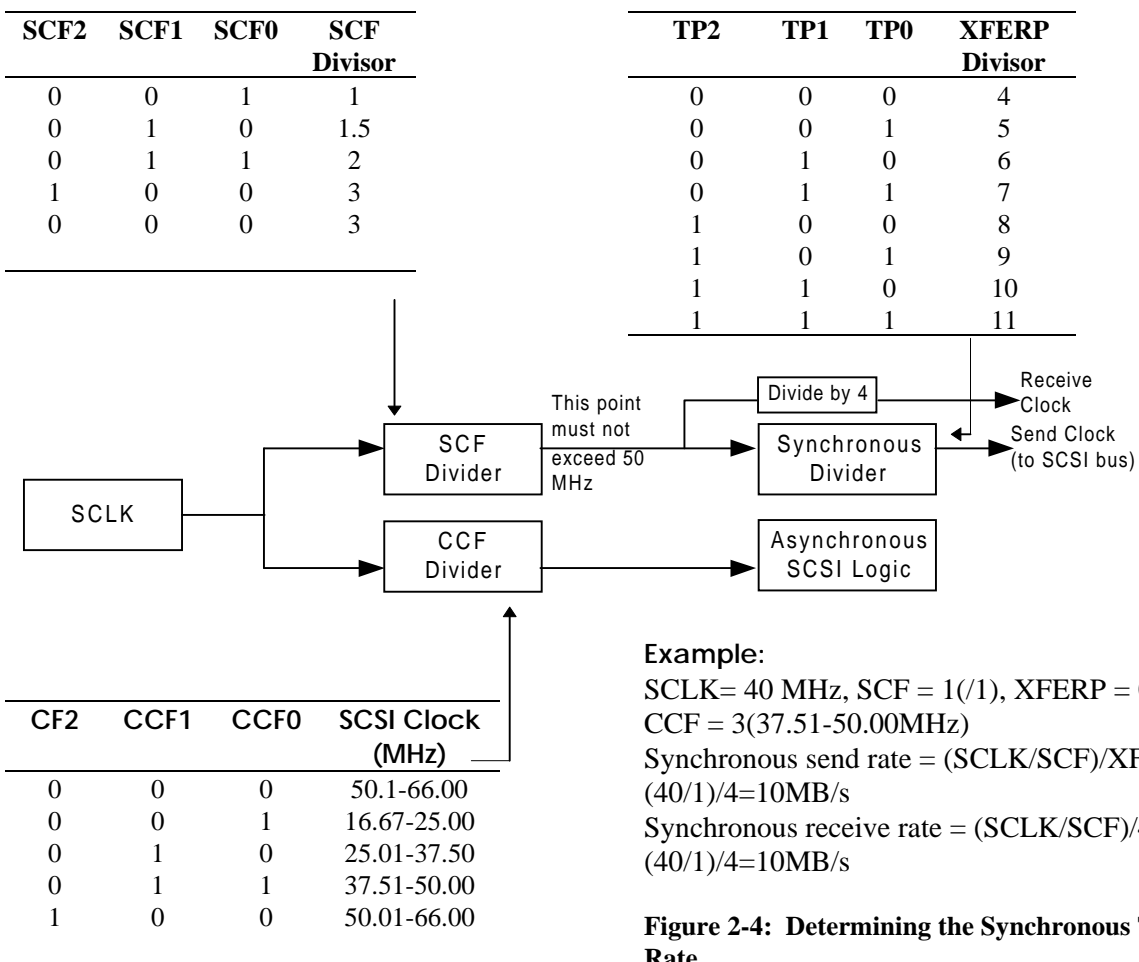 SCF2 SCF1 SCF0 SCF Divisor
0 0 1 1
0 1 0 1.5
0 1 1 2
1 0 0 3
0 0 0 3
TP2 TP1 TP0 XFERP Divisor
0 0 0 4
0 0 1 5
0 1 0 6
0 1 1 7
1 0 0 8
1 0 1 9
1 1 0 10
1 1 1 11
SCLK
SCF
Divider
This point
must not
exceed 50
MHz
Divide by 4
Receive
Clock
Synchronous
Divider
Send Clock
(to SCSI bus)
CCF
Divider
Asynchronous
SCSI Logic
CF2 CCF1 CCF0 SCSI Clock
(MHz)
0 0 0 50.1-66.00
0 0 1 16.67-25.00
0 1 0 25.01-37.50
0 1 1 37.51-50.00
1 0 0 50.01-66.00
Example:
SCLK= 40 MHz, SCF = 1(/1), XFERP =
CCF = 3(37.51-50.00MHz)
Synchronous send rate = (SCLK/SCF)/XF
(40/1)/4=10MB/s
Synchronous receive rate = (SCLK/SCF)/
(40/1)/4=10MB/s
Figure 2-4: Determining the Synchronous
Rate